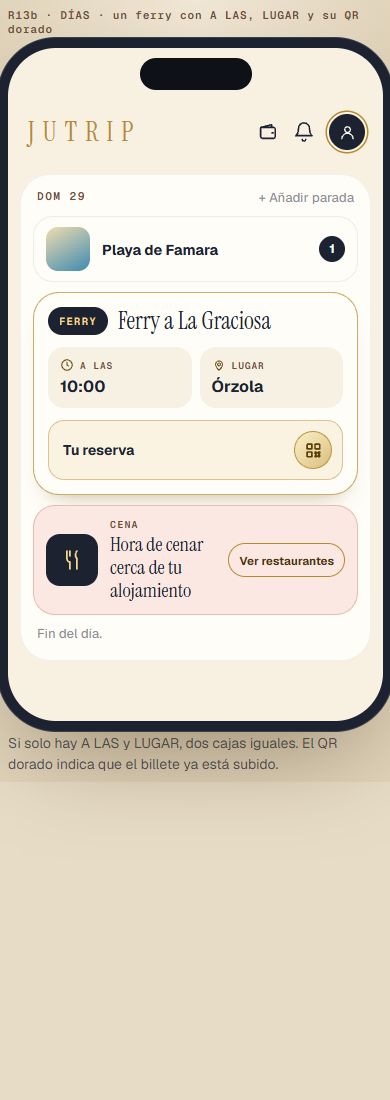 R13b · DÍAS · un ferry con A LAS, LUGAR y su QR
dorado
JUTRIP
DOM 29
+ Añadir parada
Playa de Famara
1
FERRY
Ferry a La Graciosa
A LAS
10:00
LUGAR
Órzola
Tu reserva
CENA
Hora de cenar
cerca de tu
alojamiento
Ver restaurantes
Fin del día.
Si solo hay A LAS y LUGAR, dos cajas iguales. El QR
dorado indica que el billete ya está subido.